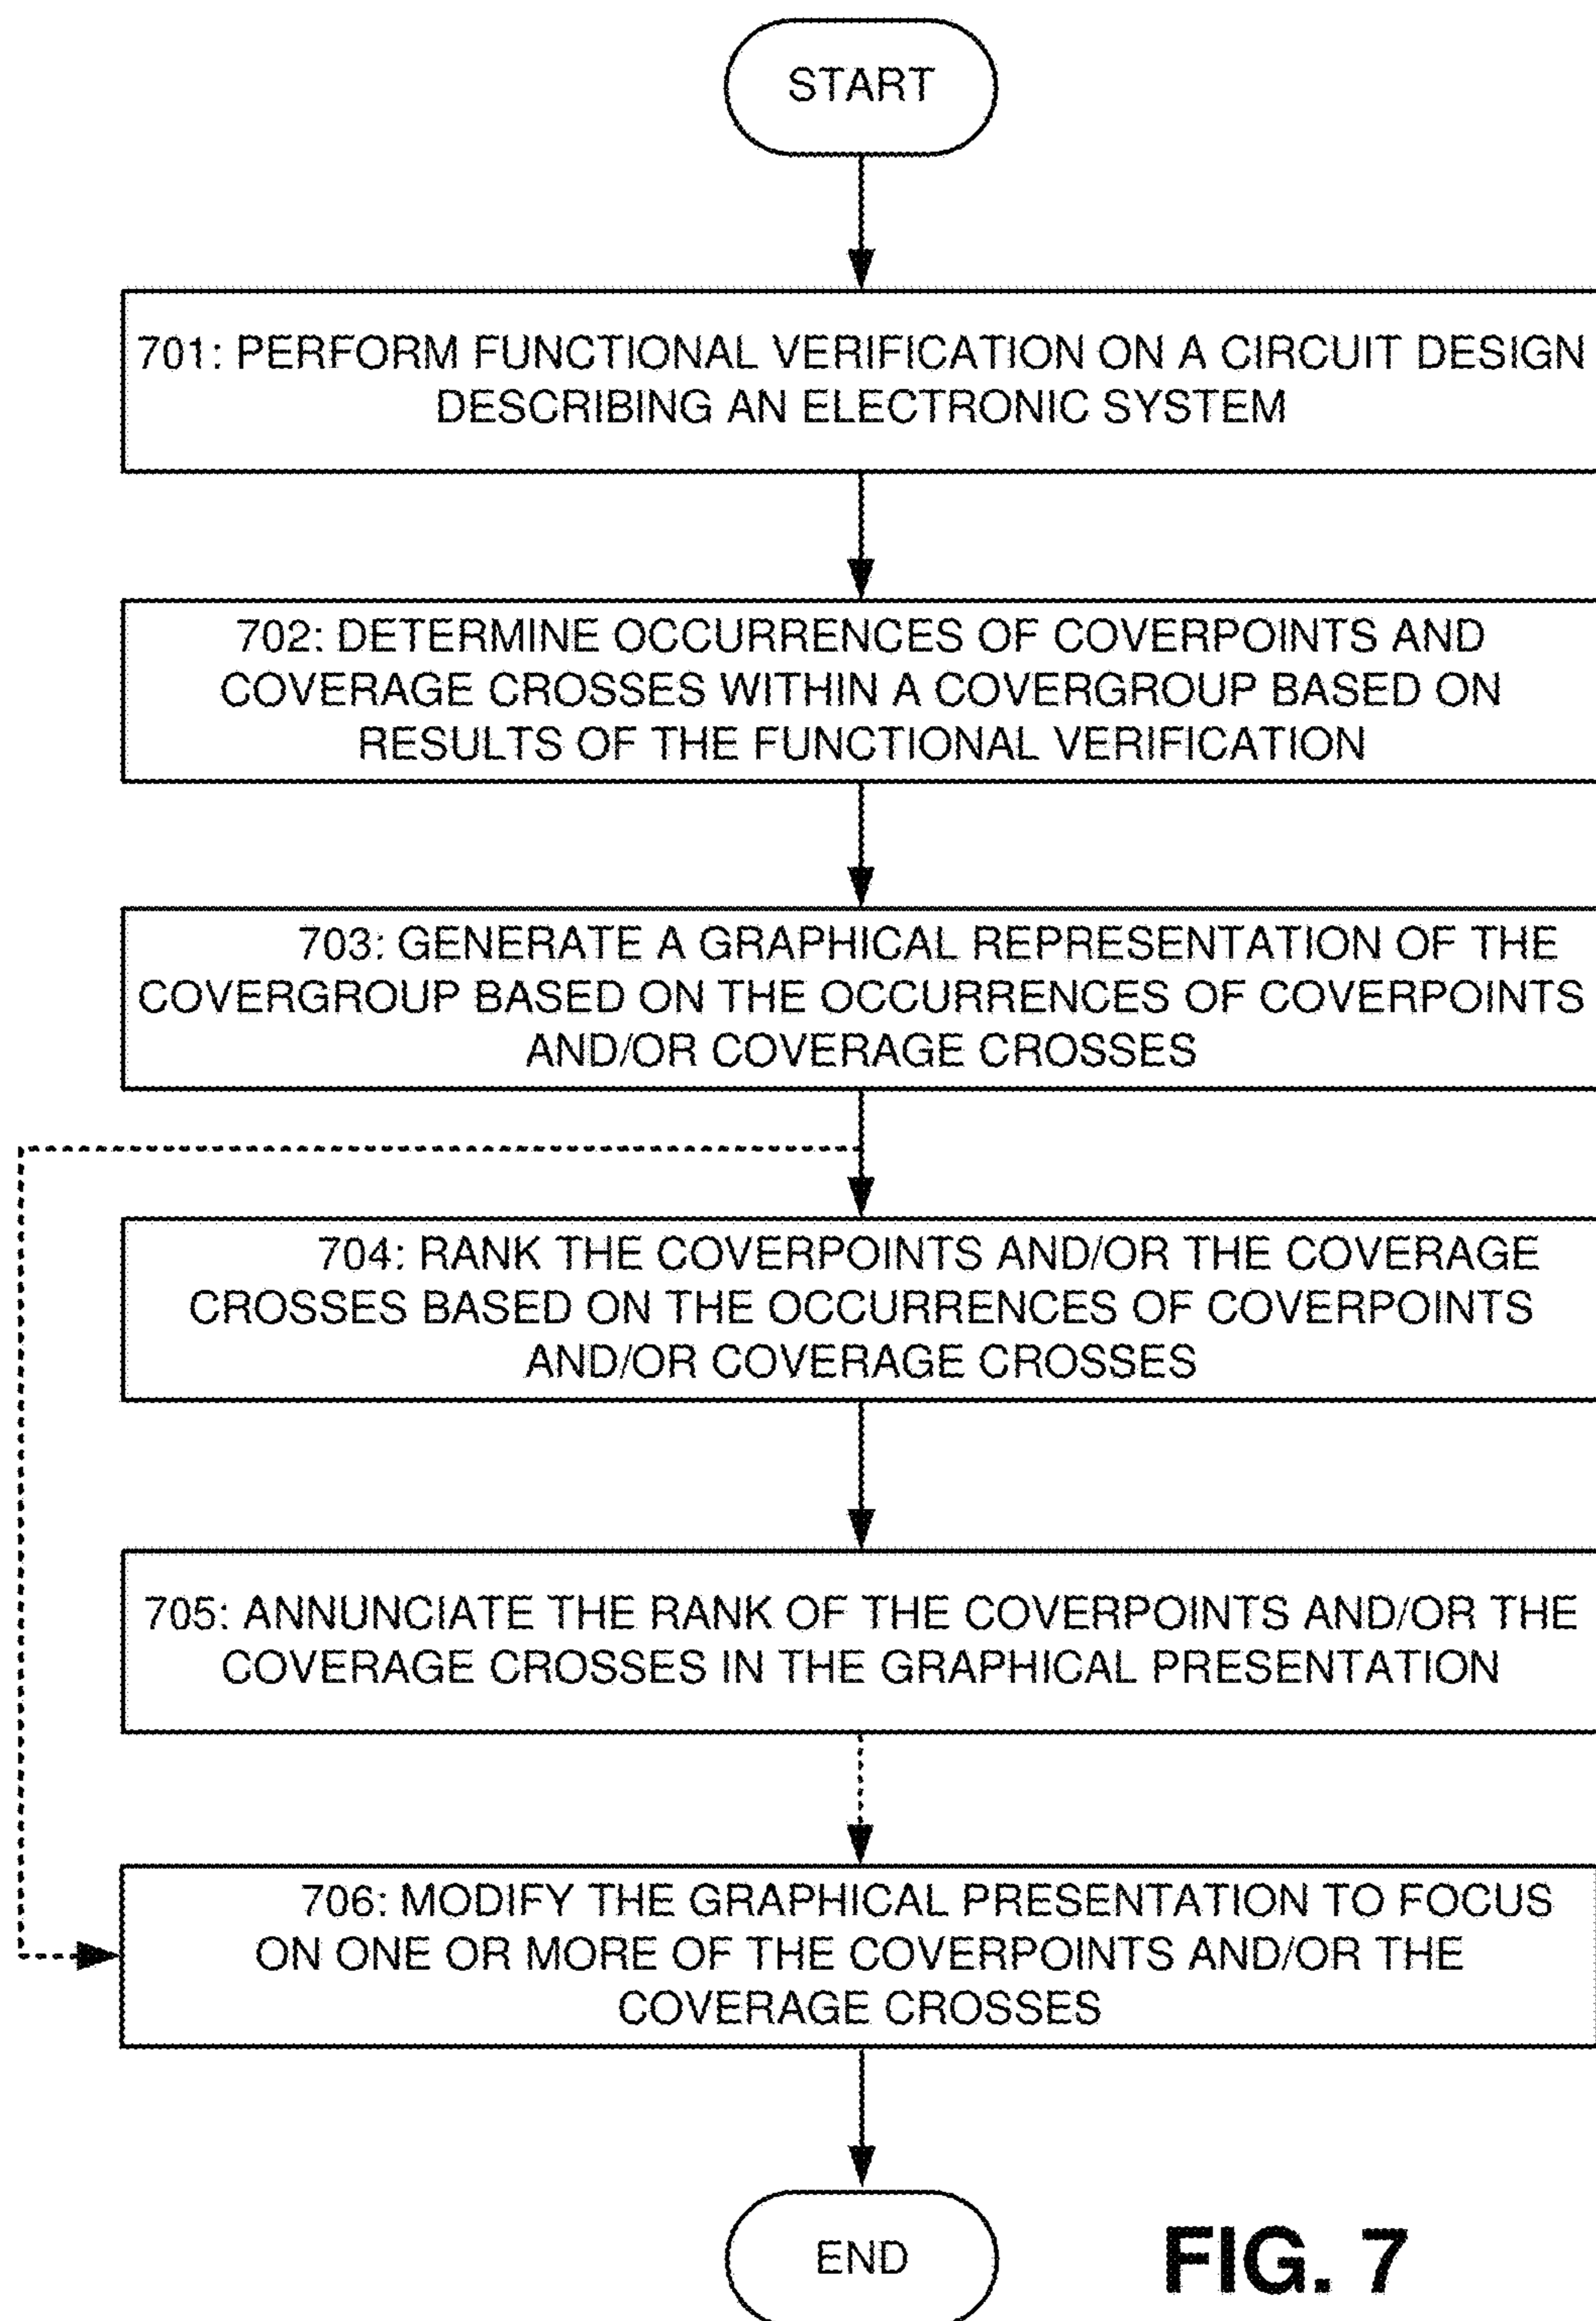 START
701: PERFORM FUNCTIONAL VERIFICATION ON A CIRCUIT DESIGN
DESCRIBING AN ELECTRONIC SYSTEM
702: DETERMINE OCCURRENCES OF COVERPOINTS AND
COVERAGE CROSSES WITHIN A COVERGROUP BASED ON
RESULTS OF THE FUNCTIONAL VERIFICATION
703: GENERATE A GRAPHICAL REPRESENTATION OF THE
COVERGROUP BASED ON THE OCCURRENCES OF COVERPOINTS
AND/OR COVERAGE CROSSES
704: RANK THE COVERPOINTS AND/OR THE COVERAGE
CROSSES BASED ON THE OCCURRENCES OF COVERPOINTS
AND/OR COVERAGE CROSSES
705: ANNUNCIATE THE RANK OF THE COVERPOINTS AND/OR THE
COVERAGE CROSSES IN THE GRAPHICAL PRESENTATION
706: MODIFY THE GRAPHICAL PRESENTATION TO FOCUS
ON ONE OR MORE OF THE COVERPOINTS AND/OR THE
COVERAGE CROSSES
END
FIG. 7